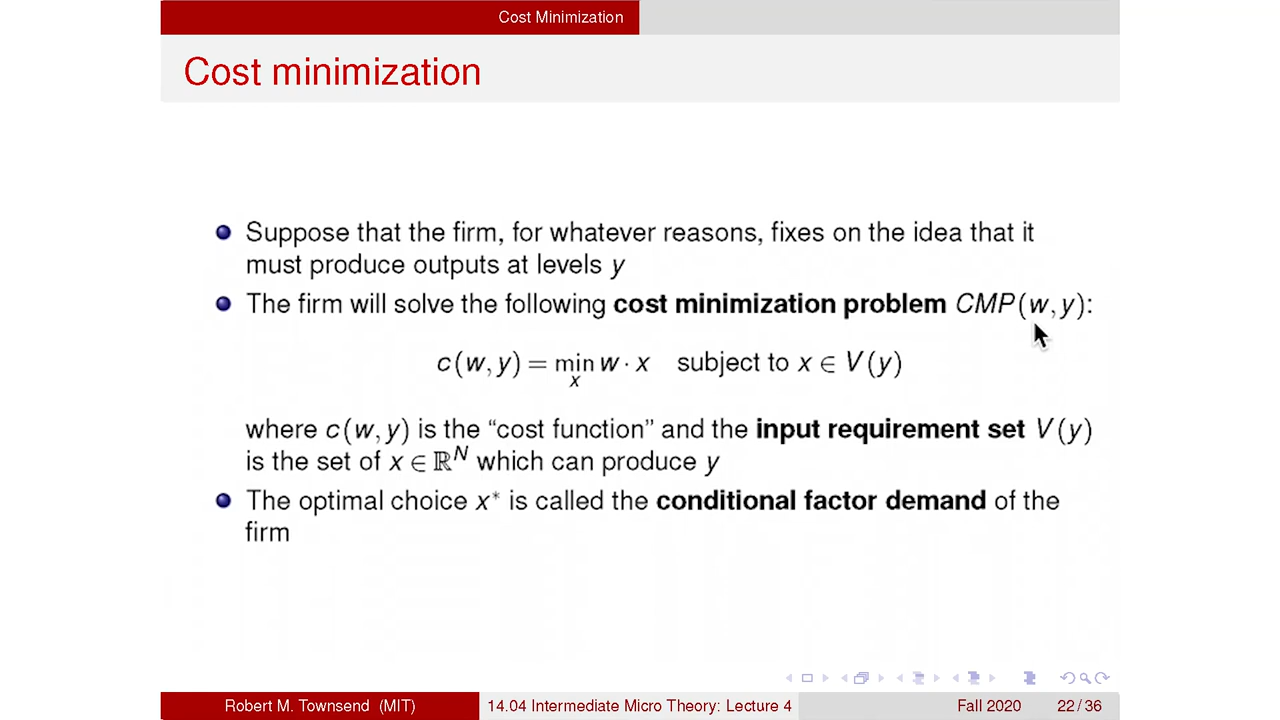 Cost Minimization
Cost minimization
Suppose that the firm, for whatever reasons, fixes on the idea that it
must produce outputs at levels y
The firm will solve the following cost minimization problem CMP(w, y):
c(w, y) = min w · x subject to x ∈ V(y)
x
where c(w, y) is the “cost function” and the input requirement set V(y)
is the set of x ∈ ℝᴺ which can produce y
The optimal choice x* is called the conditional factor demand of the
firm
Robert M. Townsend (MIT)
14.04 Intermediate Micro Theory: Lecture 4
Fall 2020
22 / 36